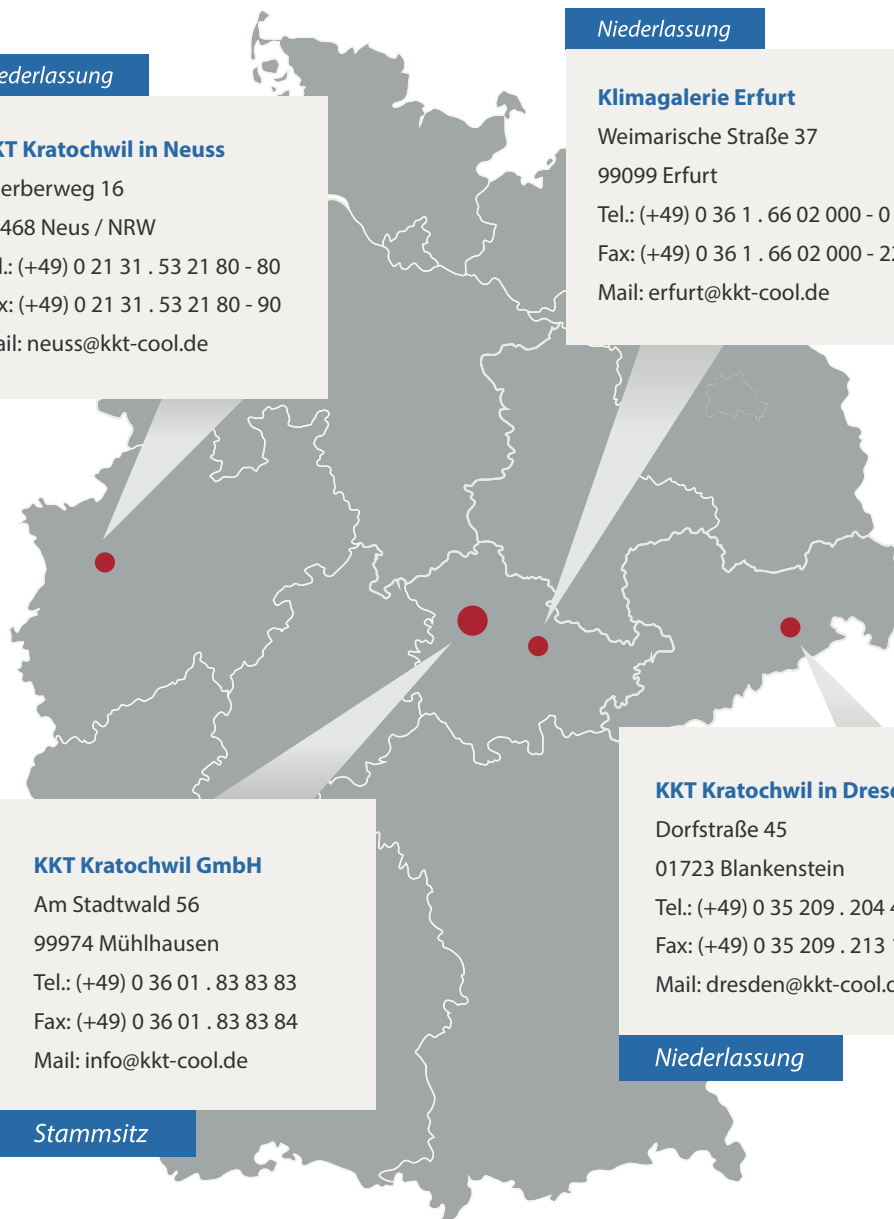 Niederlassung
Klimagalerie Erfurt
Weimarische Straße 37
99099 Erfurt
Tel.: (+49) 0 36 1 . 66 02 000 - 0
Fax: (+49) 0 36 1 . 66 02 000 - 22
Mail: erfurt@kkt-cool.de
ederlassung
KT Kratochwil in Neuss
erberweg 16
468 Neus / NRW
l.: (+49) 0 21 31 . 53 21 80 - 80
x: (+49) 0 21 31 . 53 21 80 - 90
ail: neuss@kkt-cool.de
KKT Kratochwil in Dresd
Dorfstraße 45
01723 Blankenstein
Tel.: (+49) 0 35 209 . 204
Fax: (+49) 0 35 209 . 213
Mail: dresden@kkt-cool.d
Niederlassung
KKT Kratochwil GmbH
Am Stadtwald 56
99974 Mühlhausen
Tel.: (+49) 0 36 01 . 83 83 83
Fax: (+49) 0 36 01 . 83 83 84
Mail: info@kkt-cool.de
Stammsitz